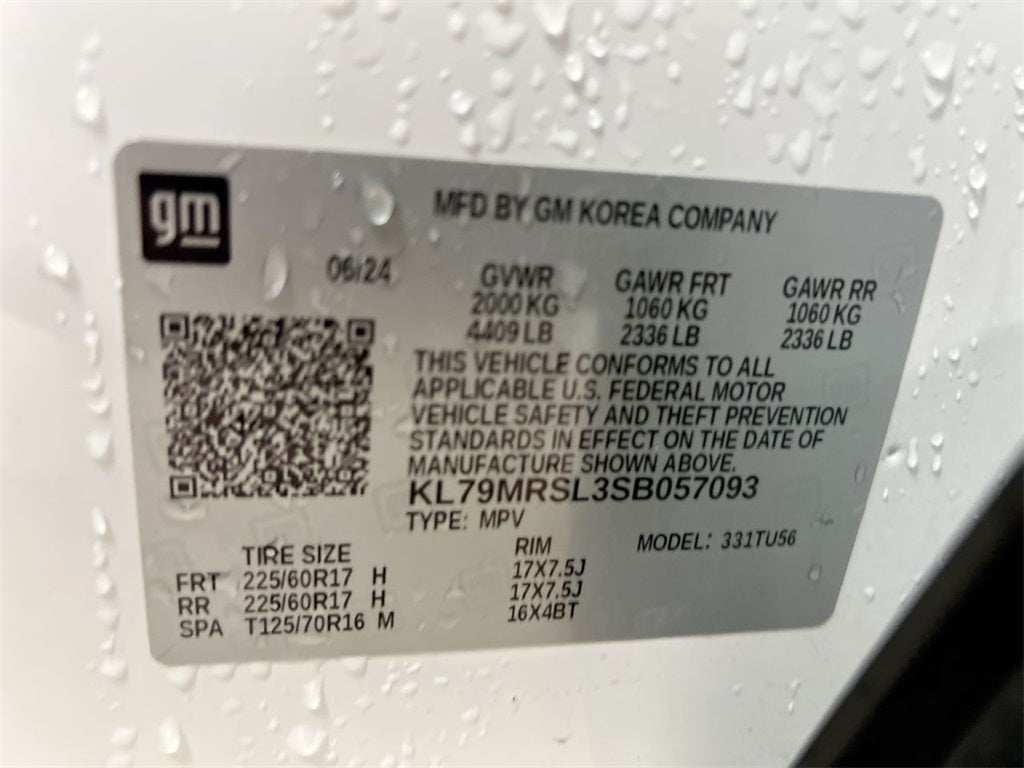 gm
MFD BY GM KOREA COMPANY
06/24
GVWR GAWR FRT GAWR RR
2000 KG 1060 KG 1060 KG
4409 LB 2336 LB 2336 LB
THIS VEHICLE CONFORMS TO ALL
APPLICABLE U.S. FEDERAL MOTOR
VEHICLE SAFETY AND THEFT PREVENTION
STANDARDS IN EFFECT ON THE DATE OF
MANUFACTURE SHOWN ABOVE.
KL79MRSL3SB057093
TYPE: MPV
MODEL: 331TU56
TIRE SIZE RIM
FRT 225/60R17 H 17X7.5J
RR 225/60R17 H 17X7.5J
SPA T125/70R16 M 16X4BT